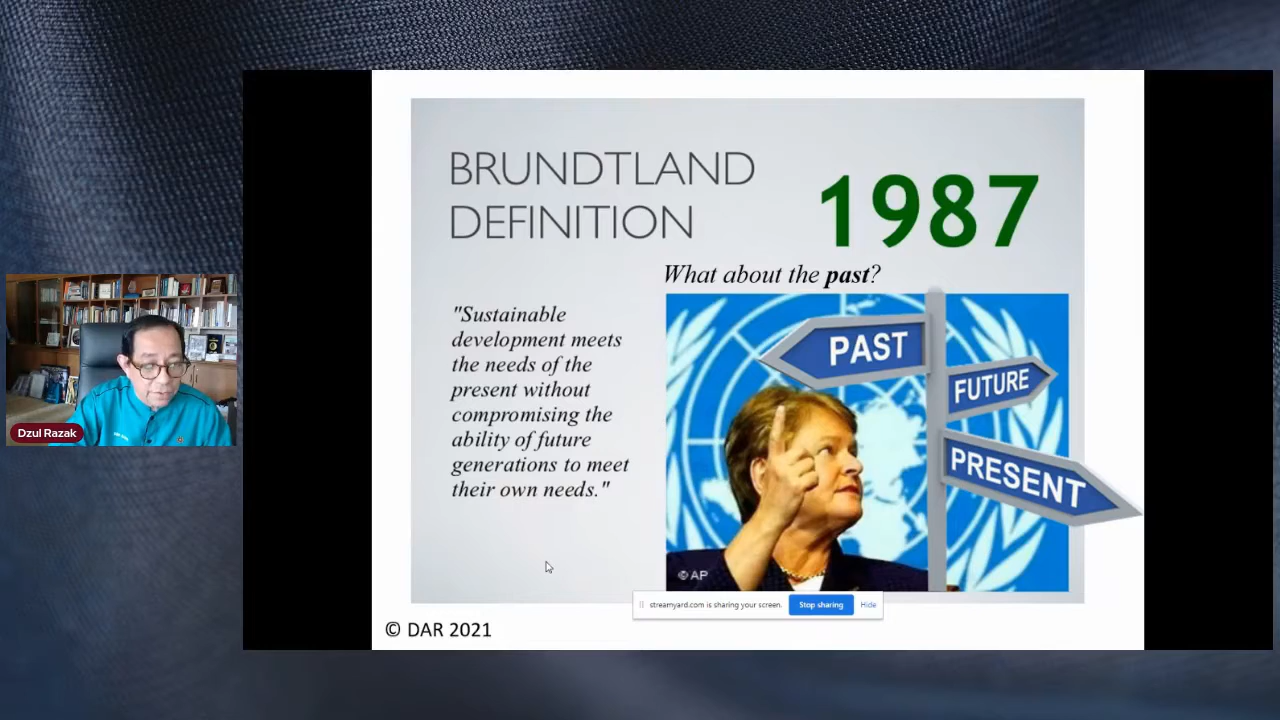 BRUNDTLAND
DEFINITION
1987
What about the past?
"Sustainable
development meets
the needs of the
present without
compromising the
ability of future
generations to meet
their own needs."
PAST
FUTURE
PRESENT
© AP
streamyard.com is sharing your screen.
Stop sharing
Hide
© DAR 2021
Dzul Razak